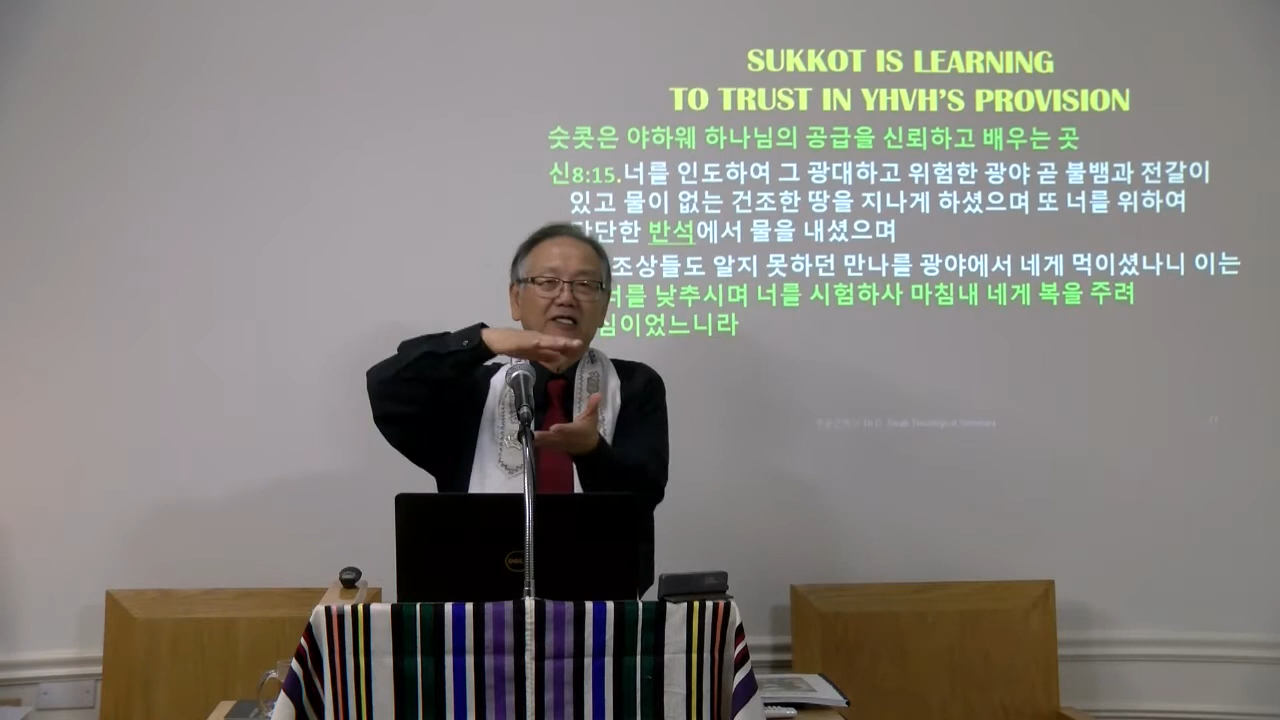 SUKKOT IS LEARNING
TO TRUST IN YHVH'S PROVISION
숫콧은 야하웨 하나님의 공급을 신뢰하고 배우는 곳
신8:15.너를 인도하여 그 광대하고 위험한 광야 곧 불뱀과 전갈이
있고 물이 없는 건조한 땅을 지나게 하셨으며 또 너를 위하여
단단한 반석에서 물을 내셨으며
조상들도 알지 못하던 만나를 광야에서 네게 먹이셨나니 이는
너를 낮추시며 너를 시험하사 마침내 네게 복을 주려
심이었느니라
Theological Seminary
DELL